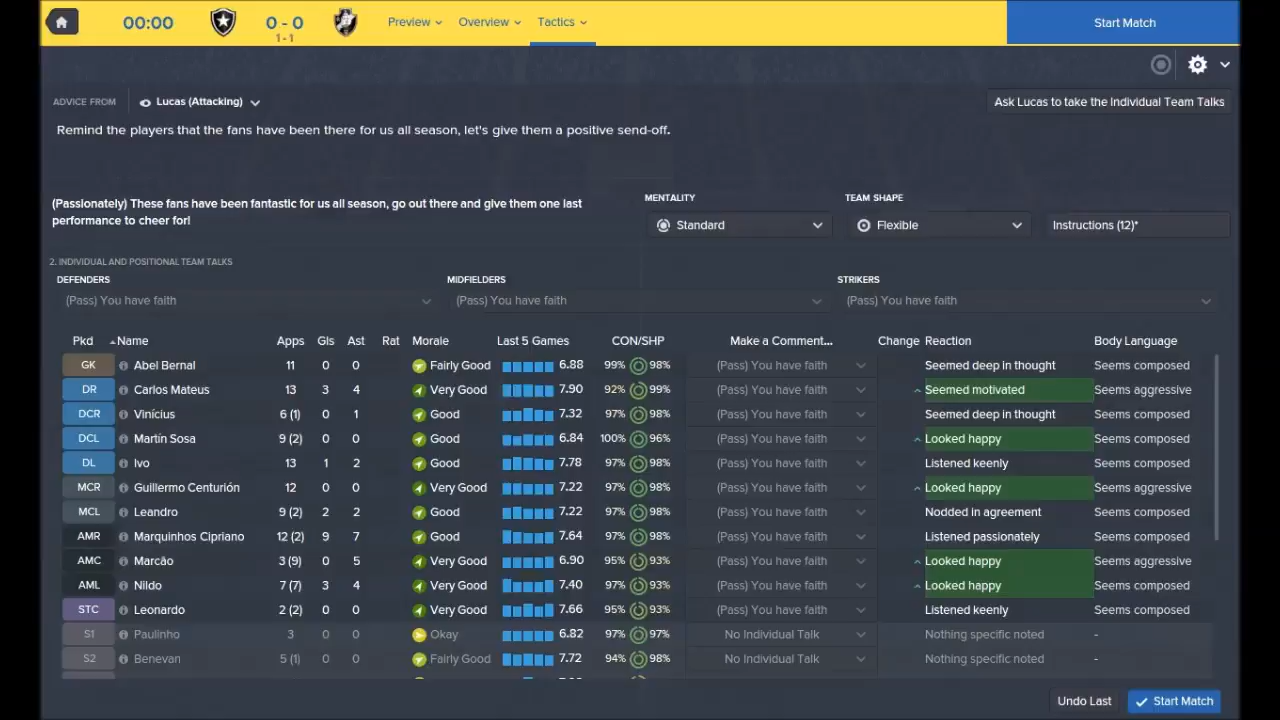 00:00 0 - 0 Preview Overview Tactics Start Match
1 - 1
ADVICE FROM Lucas (Attacking) Ask Lucas to take the Individual Team Talks
Remind the players that the fans have been there for us all season, let's give them a positive send-off.
MENTALITY TEAM SHAPE
(Passionately) These fans have been fantastic for us all season, go out there and give them one last
performance to cheer for!
Standard Flexible Instructions (12)*
2. INDIVIDUAL AND POSITIONAL TEAM TALKS
DEFENDERS MIDFIELDERS STRIKERS
(Pass) You have faith (Pass) You have faith (Pass) You have faith
Pkd Name Apps Gls Ast Rat Morale Last 5 Games CON/SHP Make a Comment... Change Reaction Body Language
GK Abel Bernal 11 0 0 Fairly Good 6.88 99% 98% (Pass) You have faith Seemed deep in thought Seems composed
DR Carlos Mateus 13 3 4 Very Good 7.90 92% 99% (Pass) You have faith Seemed motivated Seems aggressive
DCR Vinícius 6 (1) 0 1 Good 7.32 97% 98% (Pass) You have faith Seemed deep in thought Seems composed
DCL Martín Sosa 9 (2) 0 0 Good 6.84 100% 96% (Pass) You have faith Looked happy Seems composed
DL Ivo 13 1 2 Good 7.78 97% 98% (Pass) You have faith Listened keenly Seems composed
MCR Guillermo Centurión 12 0 0 Very Good 7.22 97% 98% (Pass) You have faith Looked happy Seems aggressive
MCL Leandro 9 (2) 2 2 Good 7.22 97% 98% (Pass) You have faith Nodded in agreement Seems composed
AMR Marquinhos Cipriano 12 (2) 9 7 Good 7.64 97% 98% (Pass) You have faith Listened passionately Seems composed
AMC Marcão 3 (9) 0 5 Very Good 6.90 95% 93% (Pass) You have faith Looked happy Seems aggressive
AML Nildo 7 (7) 3 4 Very Good 7.40 97% 93% (Pass) You have faith Looked happy Seems composed
STC Leonardo 2 (2) 0 0 Very Good 7.66 95% 93% (Pass) You have faith Listened keenly Seems composed
S1 Paulinho 3 0 0 Okay 6.82 97% 97% No Individual Talk Nothing specific noted -
S2 Benevan 5 (1) 0 0 Fairly Good 7.72 94% 98% No Individual Talk Nothing specific noted -
Undo Last Start Match